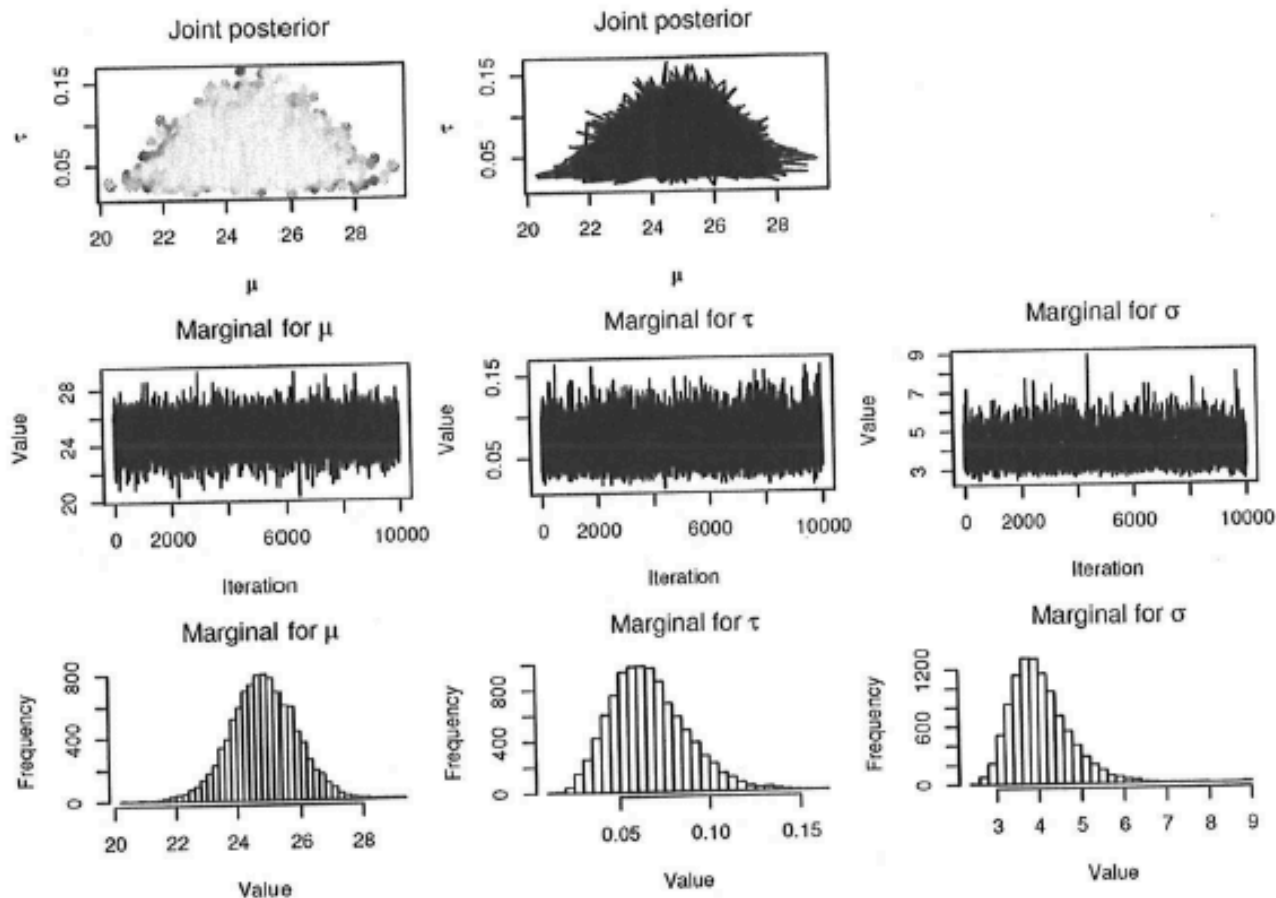 Joint posterior
Joint posterior
τ
0.05 0.15
τ
0.05 0.15
20 22 24 26 28
20 22 24 26 28
μ
μ
Marginal for μ
Marginal for τ
Marginal for σ
Value
20 24 28
Value
0.05 0.15
Value
3 5 7 9
0 2000 6000 10000
0 2000 6000 10000
0 2000 6000 10000
Iteration
Iteration
Iteration
Marginal for μ
Marginal for τ
Marginal for σ
Frequency
0 400 800
Frequency
0 400 800
Frequency
0 600 1200
20 22 24 26 28
0.05 0.10 0.15
3 4 5 6 7 8 9
Value
Value
Value